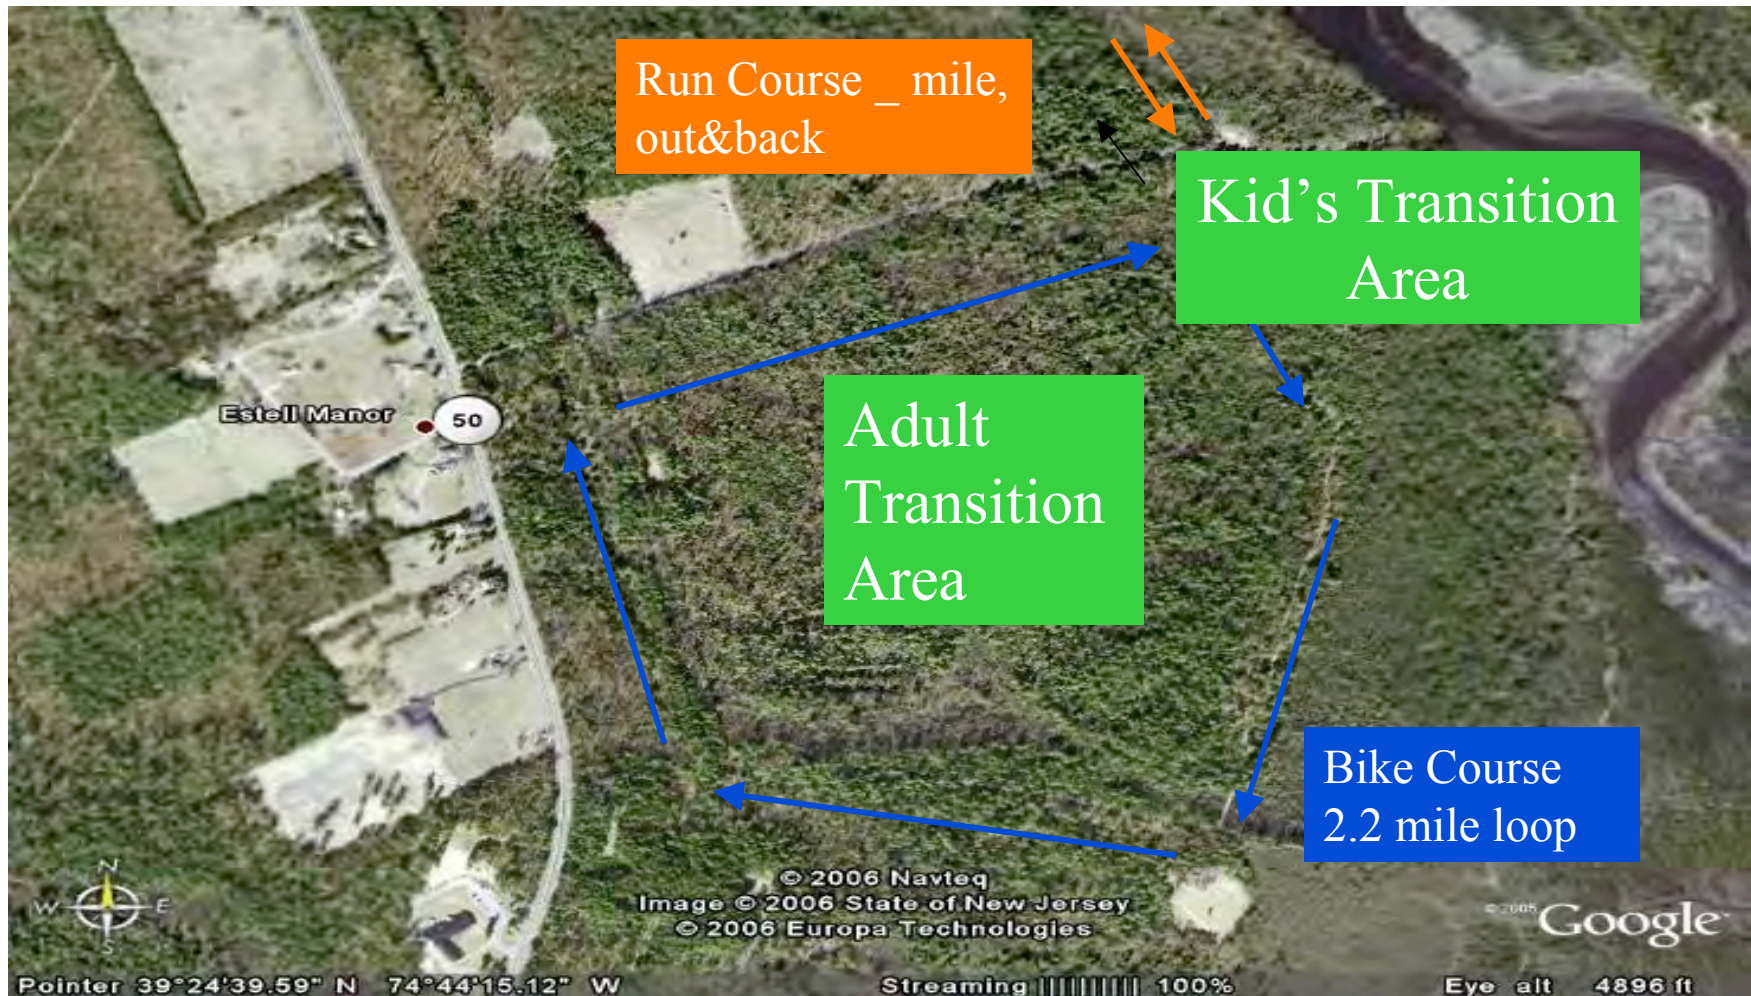 Run Course _ mile,
out&back
Kid’s Transition
Area
Adult
Transition
Area
Estell Manor
50
Bike Course
2.2 mile loop
N
W E
S
© 2006 Navteq
Image © 2006 State of New Jersey
© 2006 Europa Technologies
©2005 Google
Pointer 39°24'39.59" N 74°44'15.12" W Streaming |||||||||| 100% Eye alt 4896 ft